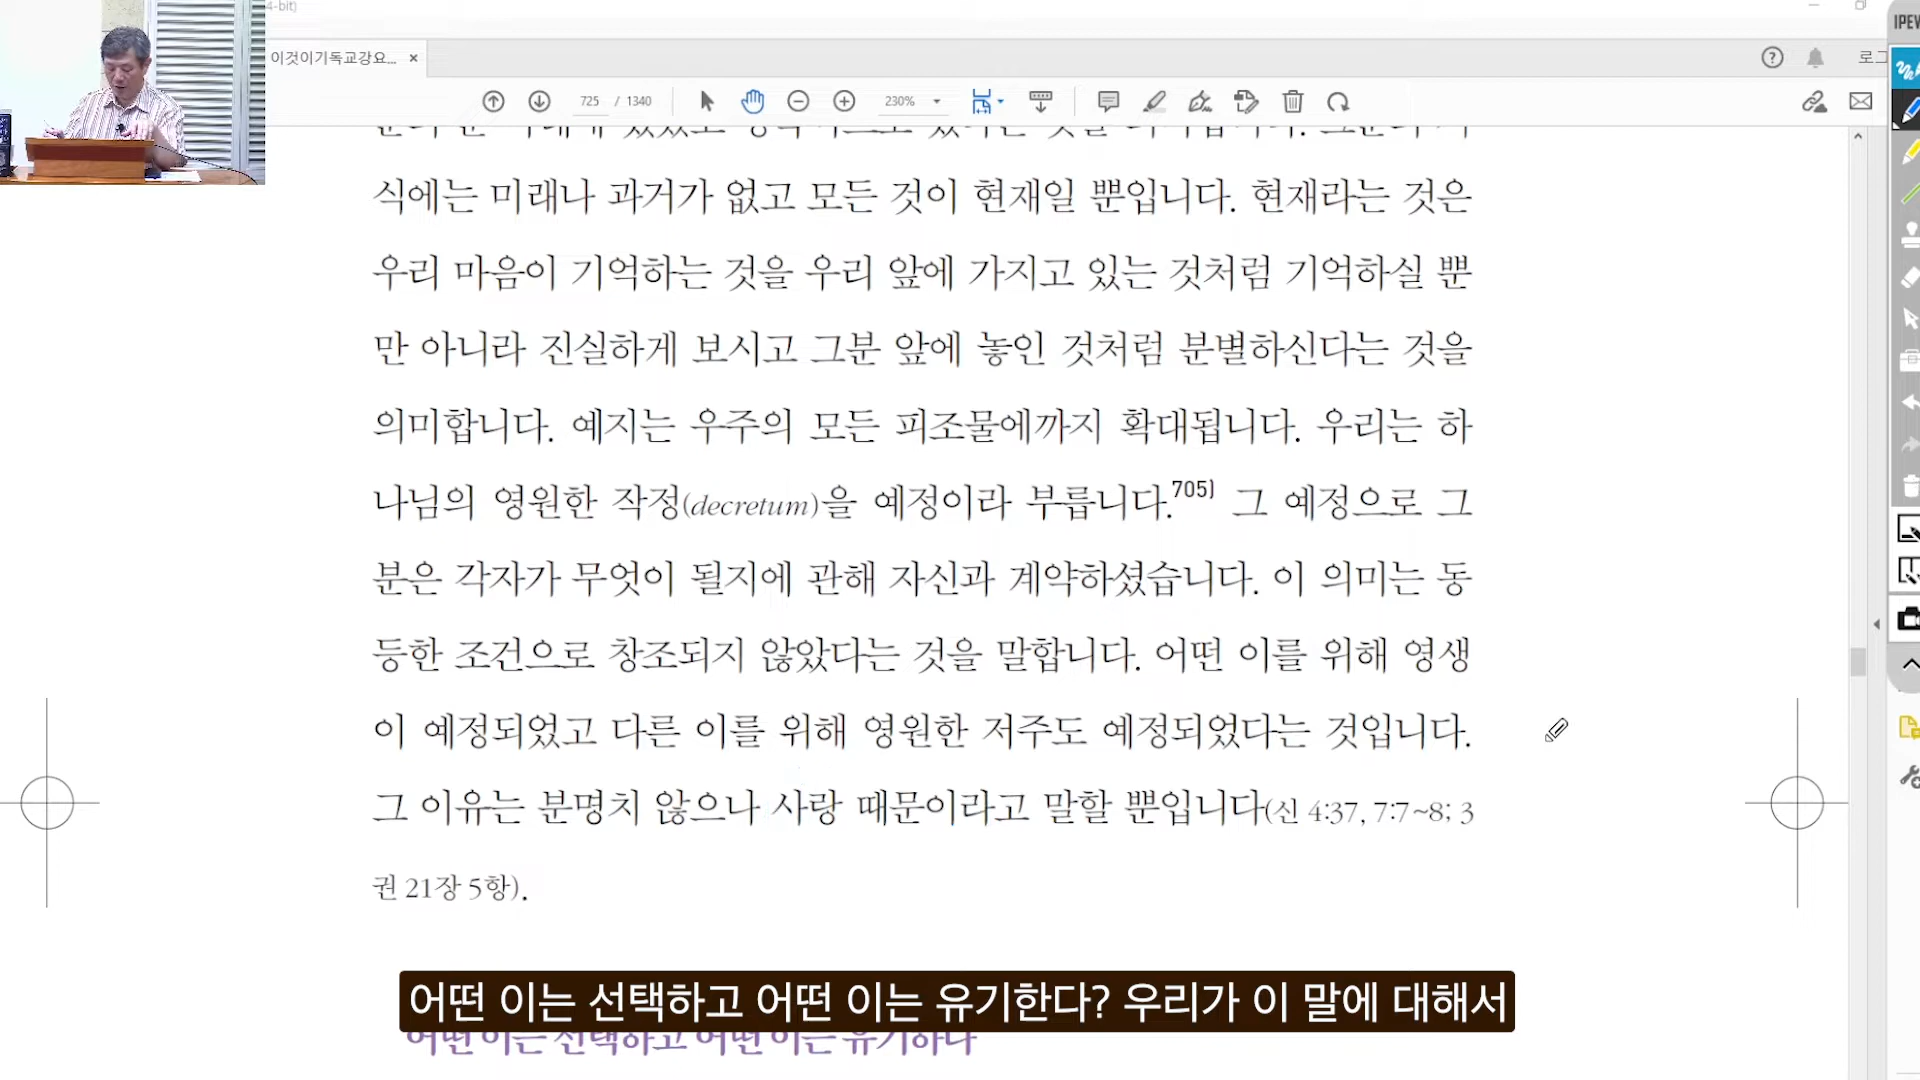 4-bit)
IPEV
이것이기독교강요... ×
로그
725 / 1340
230%
식에는 미래나 과거가 없고 모든 것이 현재일 뿐입니다. 현재라는 것은
우리 마음이 기억하는 것을 우리 앞에 가지고 있는 것처럼 기억하실 뿐
만 아니라 진실하게 보시고 그분 앞에 놓인 것처럼 분별하신다는 것을
의미합니다. 예지는 우주의 모든 피조물에까지 확대됩니다. 우리는 하
나님의 영원한 작정(decretum)을 예정이라 부릅니다.705) 그 예정으로 그
분은 각자가 무엇이 될지에 관해 자신과 계약하셨습니다. 이 의미는 동
등한 조건으로 창조되지 않았다는 것을 말합니다. 어떤 이를 위해 영생
이 예정되었고 다른 이를 위해 영원한 저주도 예정되었다는 것입니다.
그 이유는 분명치 않으나 사랑 때문이라고 말할 뿐입니다(신 4:37, 7:7~8; 3
권 21장 5항).
어떤 이는 선택하고 어떤 이는 유기한다? 우리가 이 말에 대해서
어떤 이는 선택하고 어떤 이는 유기하다